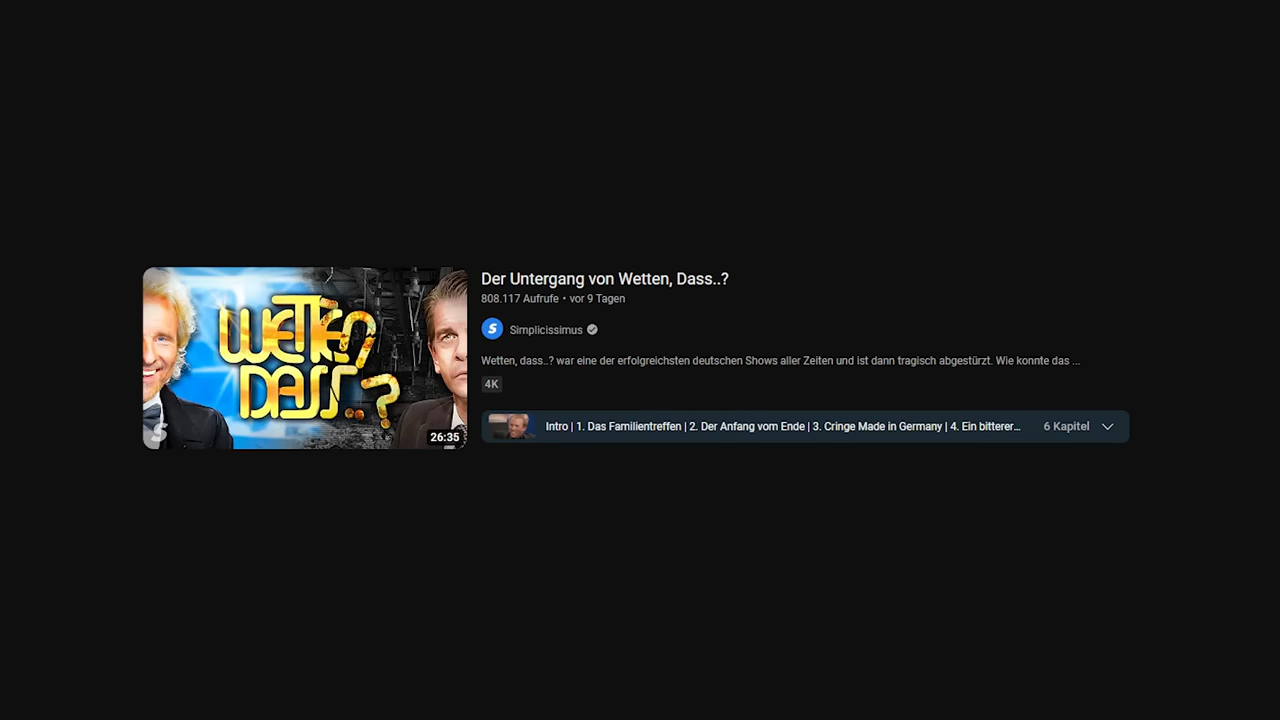 WETTEN
DASS..?
S
26:35
Der Untergang von Wetten, Dass..?
808.117 Aufrufe • vor 9 Tagen
S Simplicissimus
Wetten, dass..? war eine der erfolgreichsten deutschen Shows aller Zeiten und ist dann tragisch abgestürzt. Wie konnte das ...
4K
Intro | 1. Das Familientreffen | 2. Der Anfang vom Ende | 3. Cringe Made in Germany | 4. Ein bitterer... 6 Kapitel